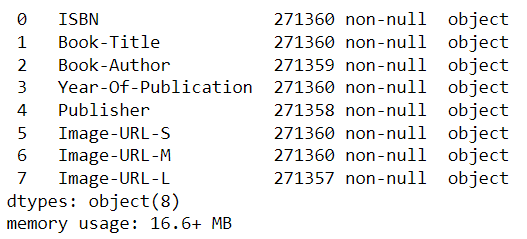 0 ISBN 271360 non-null object
1 Book-Title 271360 non-null object
2 Book-Author 271359 non-null object
3 Year-Of-Publication 271360 non-null object
4 Publisher 271358 non-null object
5 Image-URL-S 271360 non-null object
6 Image-URL-M 271360 non-null object
7 Image-URL-L 271357 non-null object
dtypes: object(8)
memory usage: 16.6+ MB